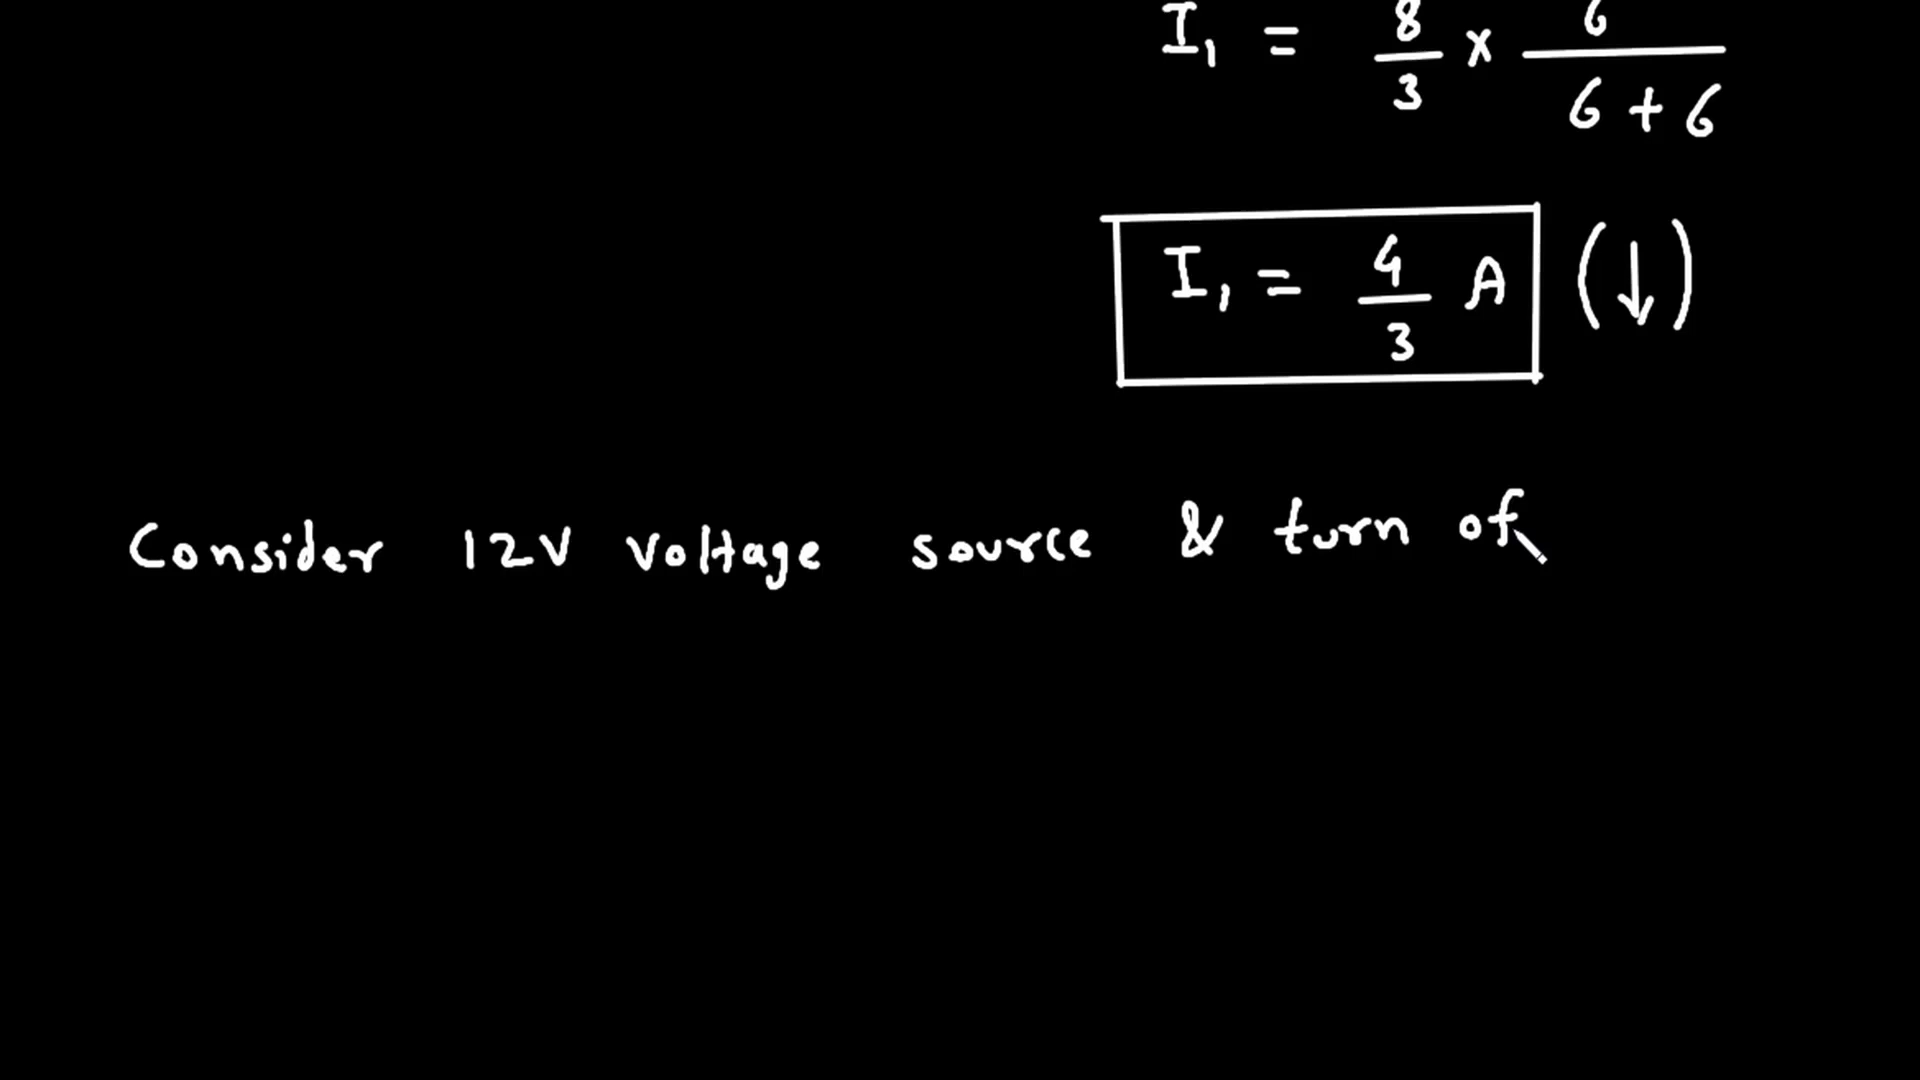 I₁ = 8/3 × 6/(6 + 6)
I₁ = 4/3 A (↓)
Consider 12V voltage source & turn of